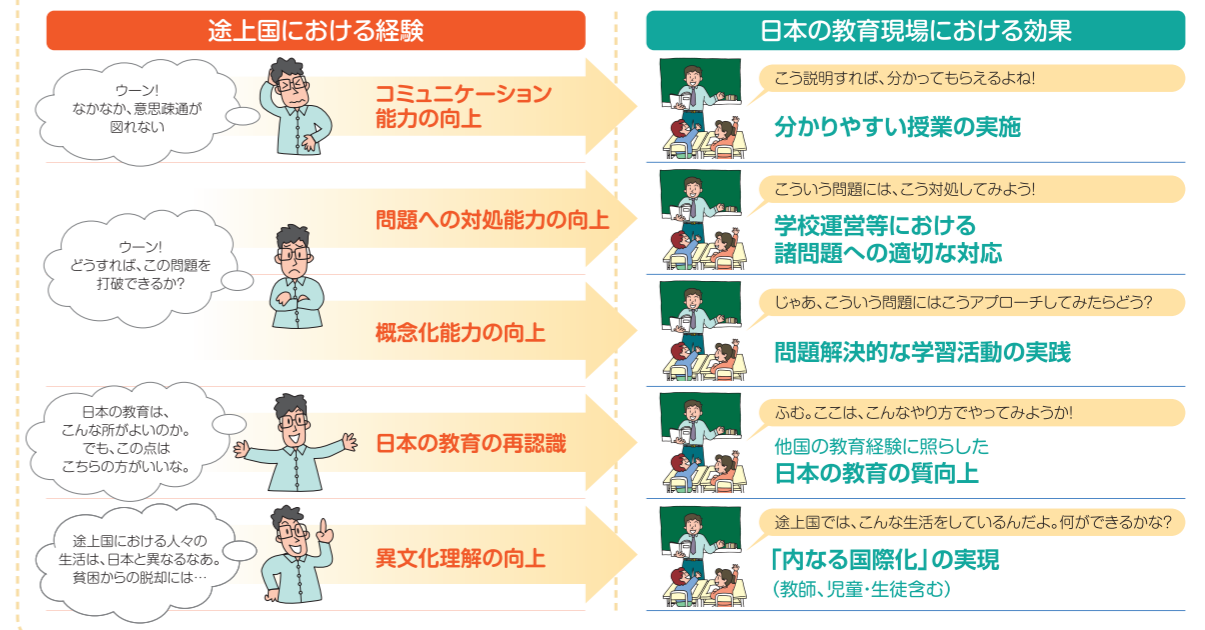 途上国における経験
日本の教育現場における効果
ウーン!
なかなか、意思疎通が
図れない
コミュニケーション
能力の向上
こう説明すれば、分かってもらえるよね!
分かりやすい授業の実施
ウーン!
どうすれば、この問題を
打破できるか?
問題への対処能力の向上
こういう問題には、こう対処してみよう!
学校運営等における
諸問題への適切な対応
概念化能力の向上
じゃあ、こういう問題にはこうアプローチしてみたらどう?
問題解決的な学習活動の実践
日本の教育は、
こんな所がよいのか。
でも、この点は
こちらの方がいいな。
日本の教育の再認識
ふむ。ここは、こんなやり方でやってみようか!
他国の教育経験に照らした
日本の教育の質向上
途上国における人々の
生活は、日本と異なるなあ。
貧困からの脱却には…
異文化理解の向上
途上国では、こんな生活をしているんだよ。何ができるかな?
「内なる国際化」の実現
(教師、児童・生徒含む)